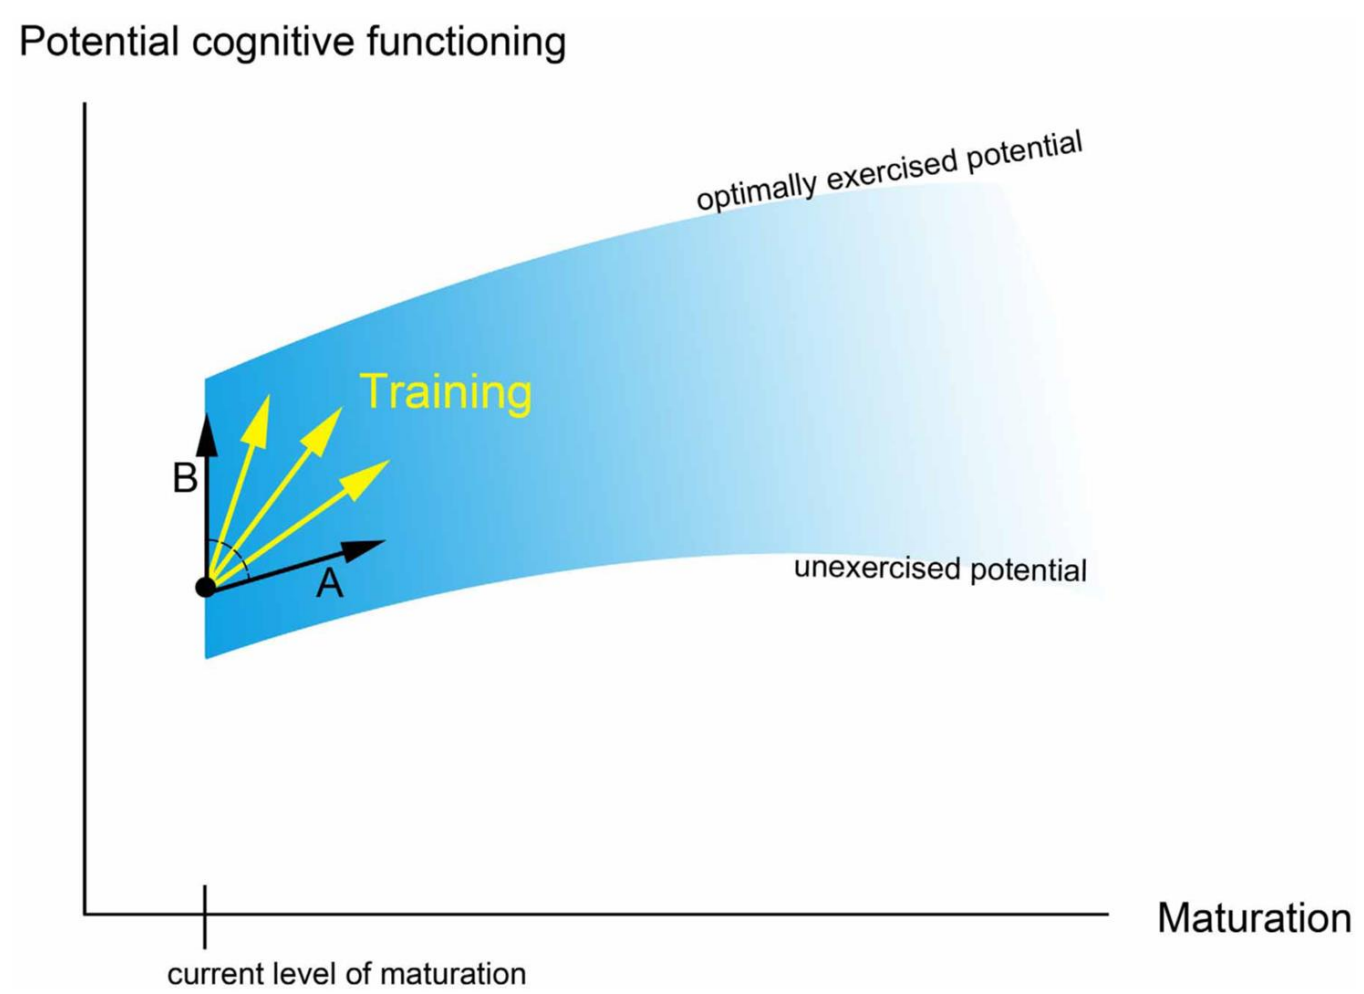 Potential cognitive functioning
optimally exercised potential
Training
B
A
unexercised potential
Maturation
current level of maturation